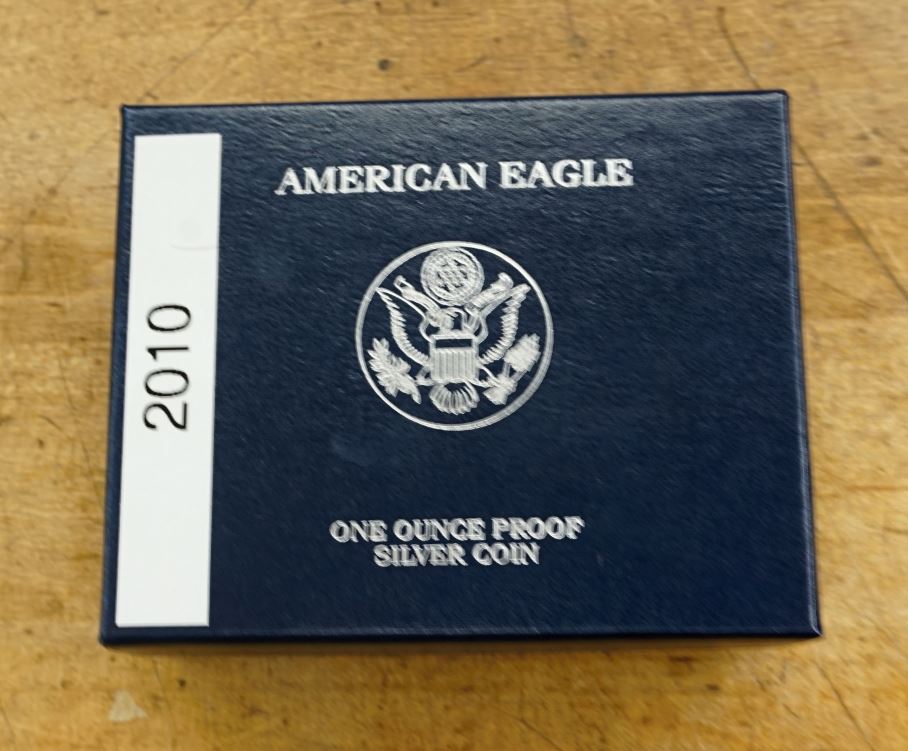 AMERICAN EAGLE
2010
ONE OUNCE PROOF
SILVER COIN